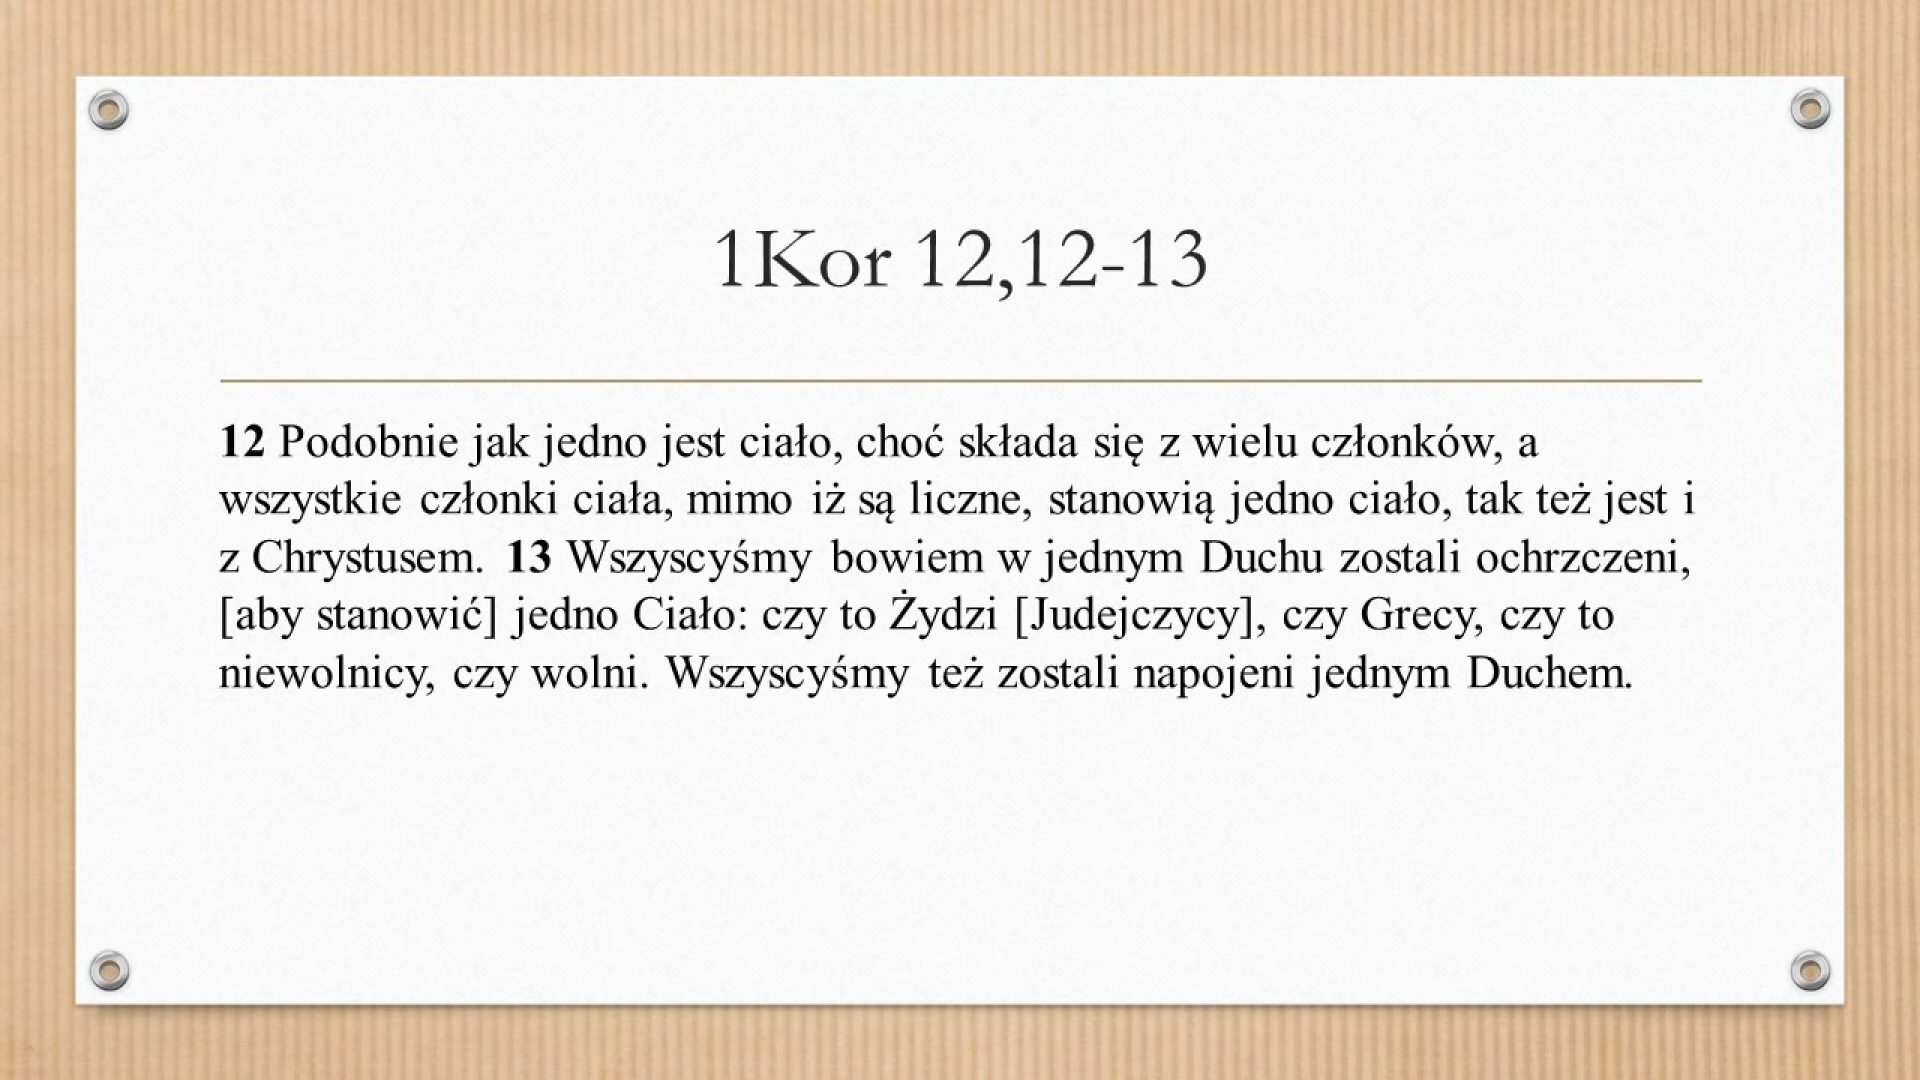 1Kor 12,12-13
12 Podobnie jak jedno jest ciało, choć składa się z wielu członków, a
wszystkie członki ciała, mimo iż są liczne, stanowią jedno ciało, tak też jest i
z Chrystusem. 13 Wszyscyśmy bowiem w jednym Duchu zostali ochrzczeni,
[aby stanowić] jedno Ciało: czy to Żydzi [Judejczycy], czy Grecy, czy to
niewolnicy, czy wolni. Wszyscyśmy też zostali napojeni jednym Duchem.